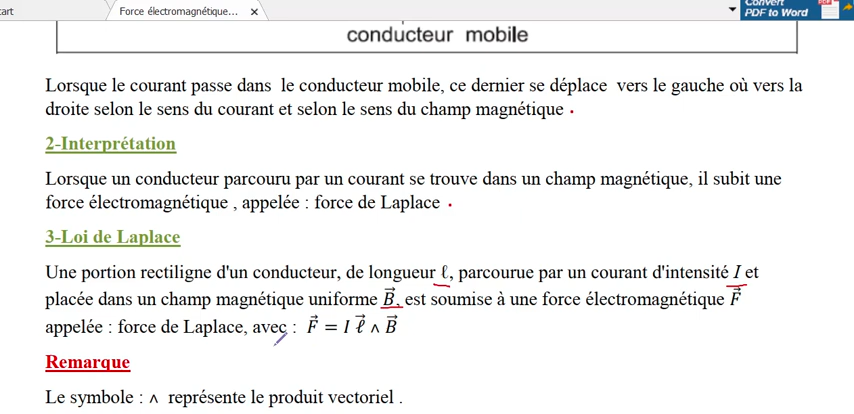 tart
Force électromagnétique...
Convert
PDF to Word
PDF
conducteur mobile
Lorsque le courant passe dans le conducteur mobile, ce dernier se déplace vers le gauche où vers la
droite selon le sens du courant et selon le sens du champ magnétique .
2-Interprétation
Lorsque un conducteur parcouru par un courant se trouve dans un champ magnétique, il subit une
force électromagnétique , appelée : force de Laplace .
3-Loi de Laplace
Une portion rectiligne d'un conducteur, de longueur ℓ, parcourue par un courant d'intensité I et
placée dans un champ magnétique uniforme B⃗, est soumise à une force électromagnétique F⃗
appelée : force de Laplace, avec : F⃗ = I ℓ⃗ ∧ B⃗
Remarque
Le symbole : ∧ représente le produit vectoriel .